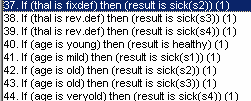 37. If (thal is fixdef) then (result is sick(s2)) (1)
38. If (thal is rev.def) then (result is sick(s3)) (1)
39. If (thal is rev.def) then (result is sick(s4)) (1)
40. If (age is young) then (result is healthy) (1)
41. If (age is mild) then (result is sick(s1)) (1)
42. If (age is old) then (result is sick(s2)) (1)
43. If (age is old) then (result is sick(s3)) (1)
44. If (age is veryold) then (result is sick(s4)) (1)